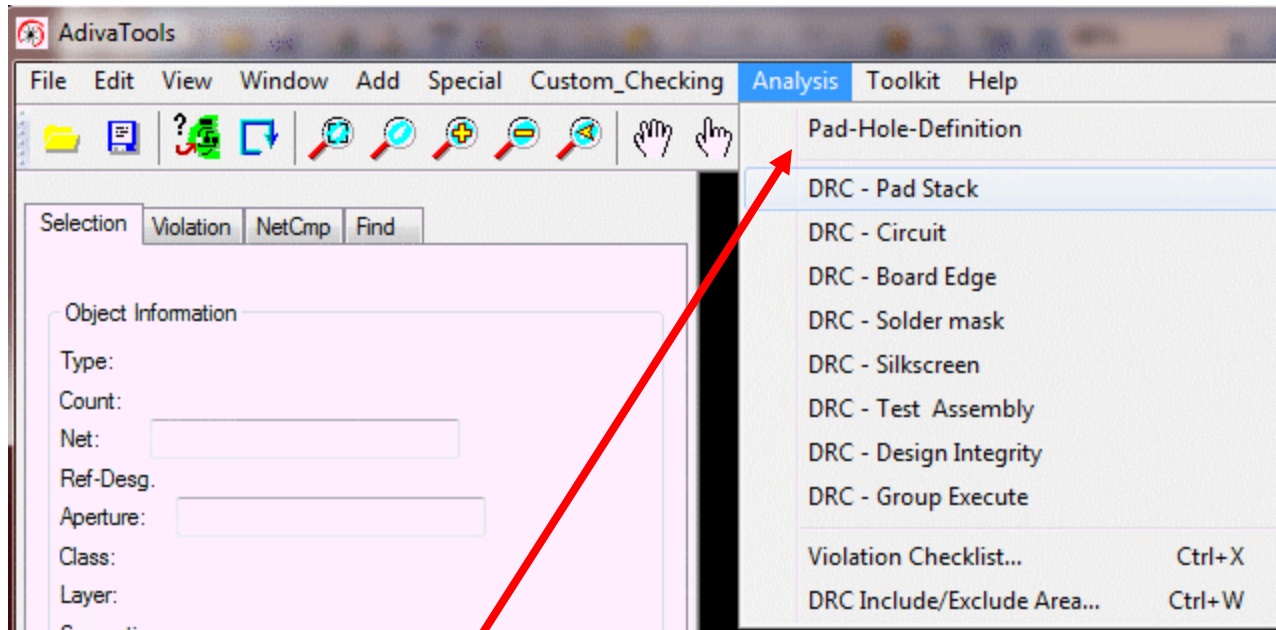 AdivaTools
File Edit View Window Add Special Custom_Checking Analysis Toolkit Help
Pad-Hole-Definition
DRC - Pad Stack
DRC - Circuit
DRC - Board Edge
DRC - Solder mask
DRC - Silkscreen
DRC - Test Assembly
DRC - Design Integrity
DRC - Group Execute
Violation Checklist... Ctrl+X
DRC Include/Exclude Area... Ctrl+W
Selection Violation NetCmp Find
Object Information
Type:
Count:
Net:
Ref-Desg.
Aperture:
Class:
Layer: